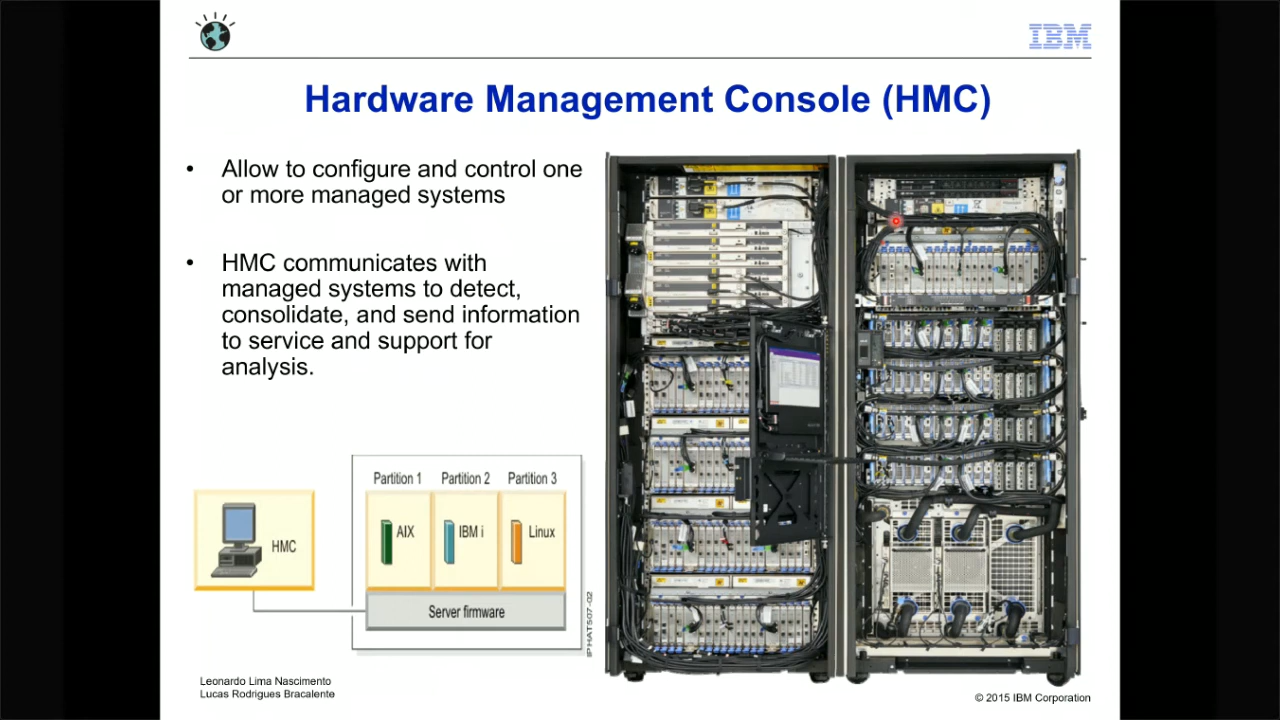 IBM
Hardware Management Console (HMC)
• Allow to configure and control one
or more managed systems
• HMC communicates with
managed systems to detect,
consolidate, and send information
to service and support for
analysis.
Partition 1 Partition 2 Partition 3
HMC
AIX IBM i Linux
Server firmware
IPHAT507-02
Leonardo Lima Nascimento
Lucas Rodrigues Bracalente
© 2015 IBM Corporation